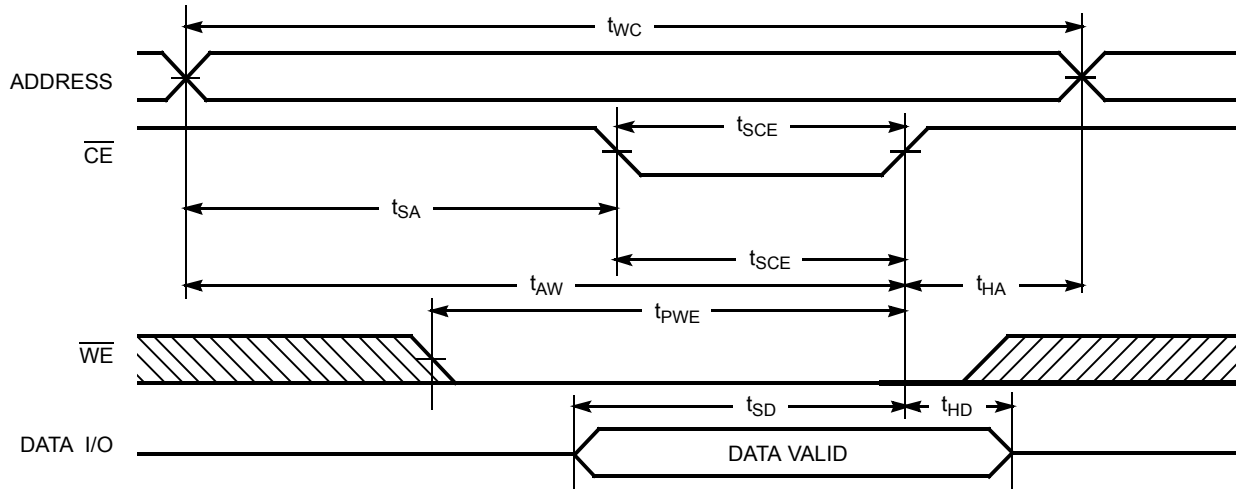 tWC
ADDRESS
tSCE
CE
tSA
tSCE
tAW
tHA
tPWE
WE
tSD
tHD
DATA I/O
DATA VALID